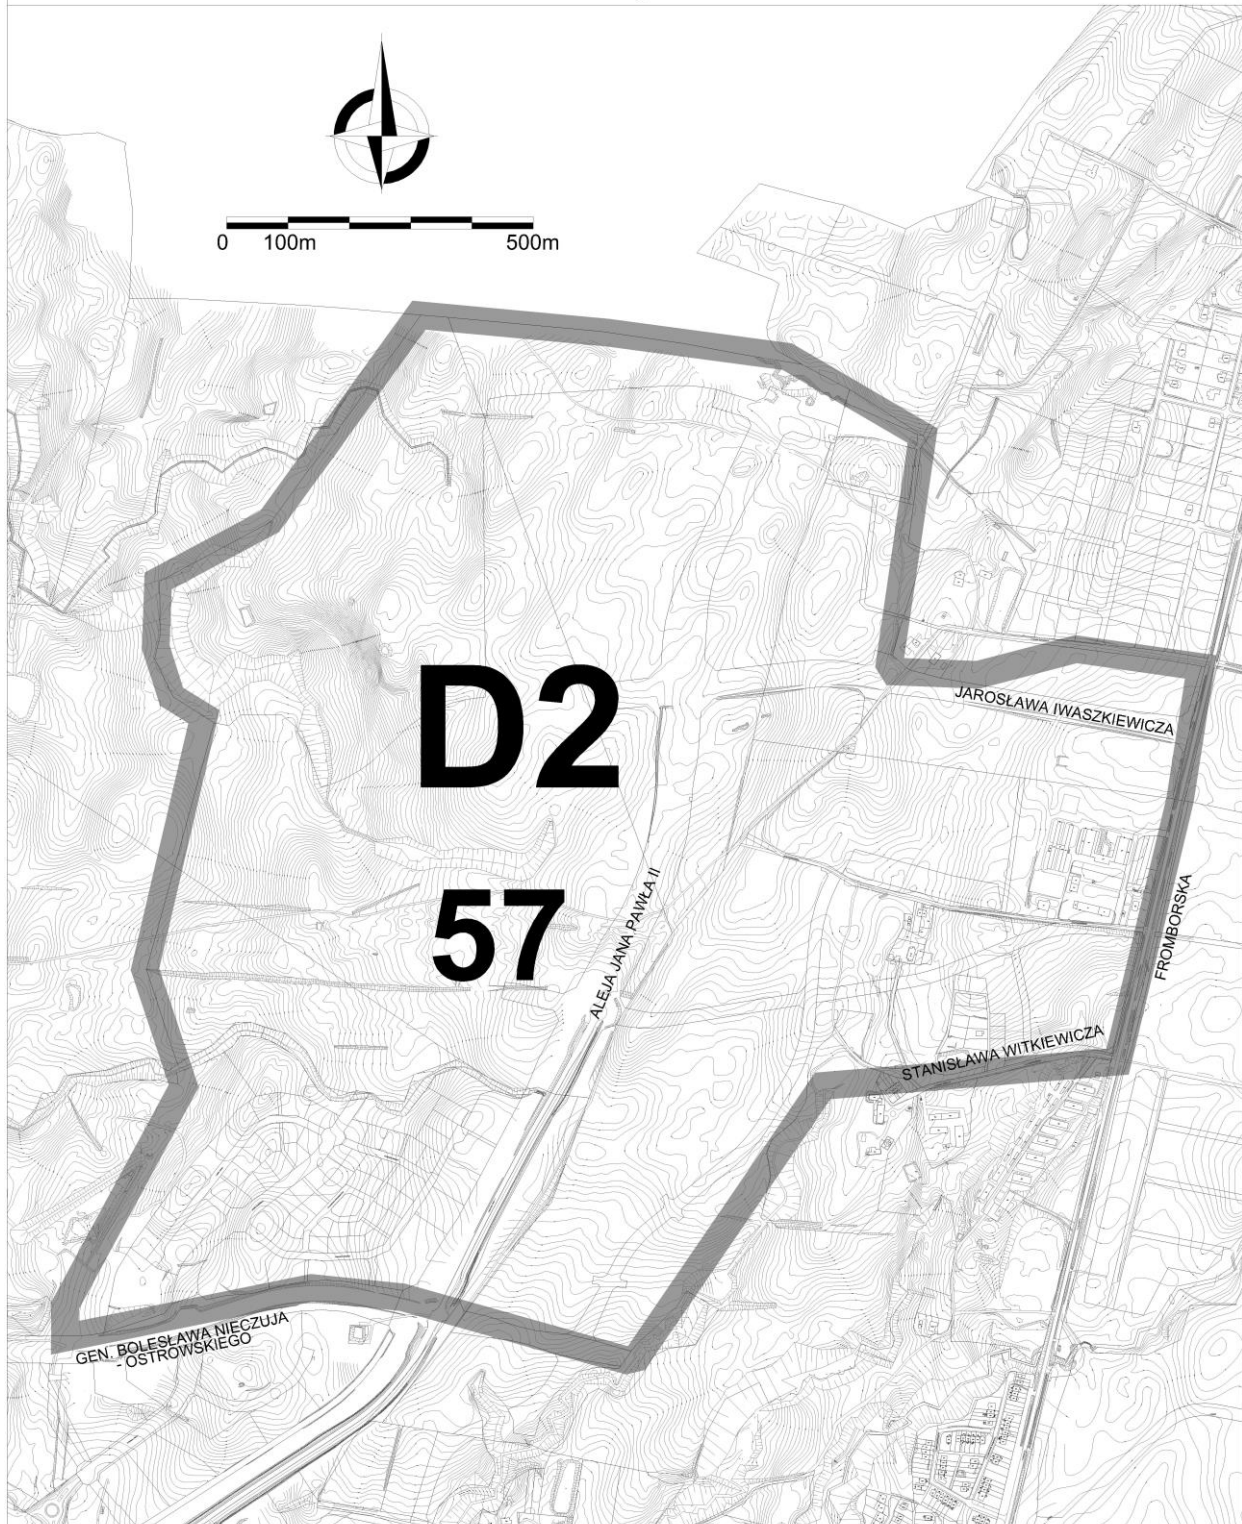 0 100m 500m
D2
JAROSŁAWA IWASZKIEWICZA
57
ALEJA JANA PAWŁA II
FROMBORSKA
STANISŁAWA WITKIEWICZA
GEN. BOLESŁAWA NIECZUJA
- OSTROWSKIEGO